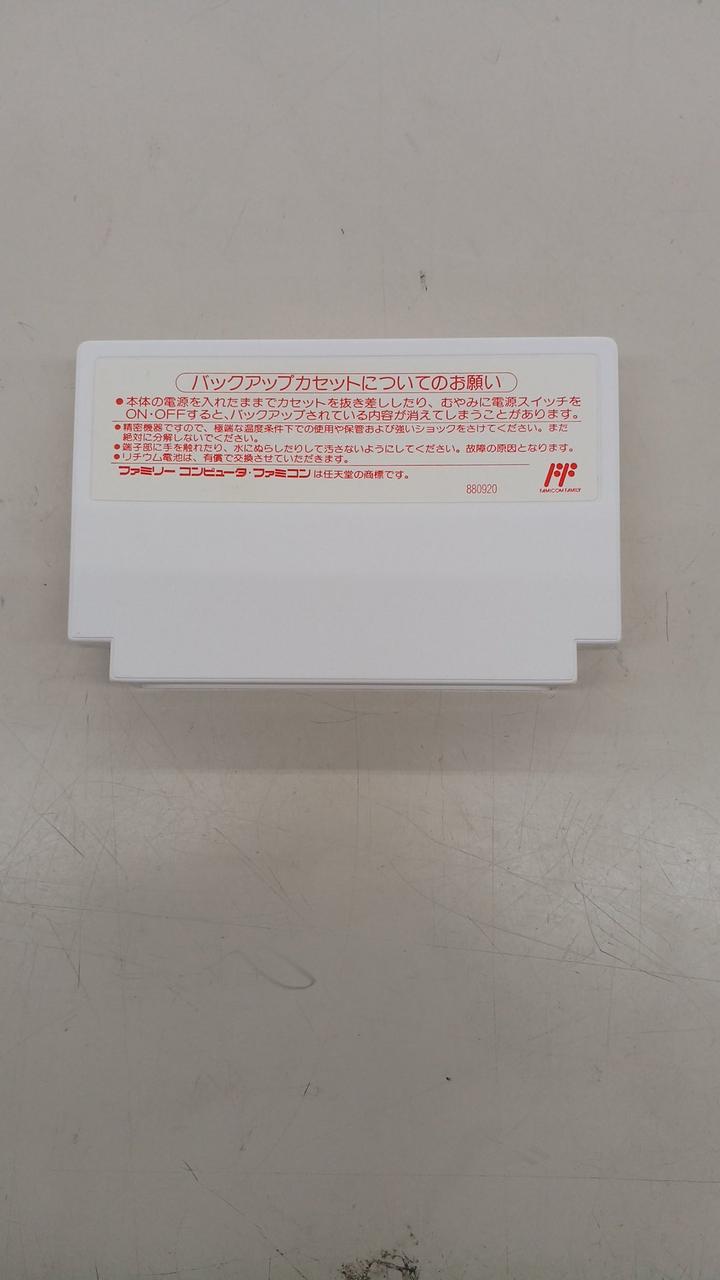 バックアップカセットについてのお願い
●本体の電源を入れたままでカセットを抜き差ししたり、むやみに電源スイッチを
ON・OFFすると、バックアップされている内容が消えてしまうことがあります。
●精密機器ですので、極端な温度条件下での使用や保管および強いショックをさけてください。また
絶対に分解しないでください。
●端子部に手を触れたり、水にぬらしたりして汚さないようにしてください。故障の原因となります。
●リチウム電池は、有償で交換させていただきます。
ファミリー コンピュータ・ファミコンは任天堂の商標です。
880920
FAMICOM FAMILY